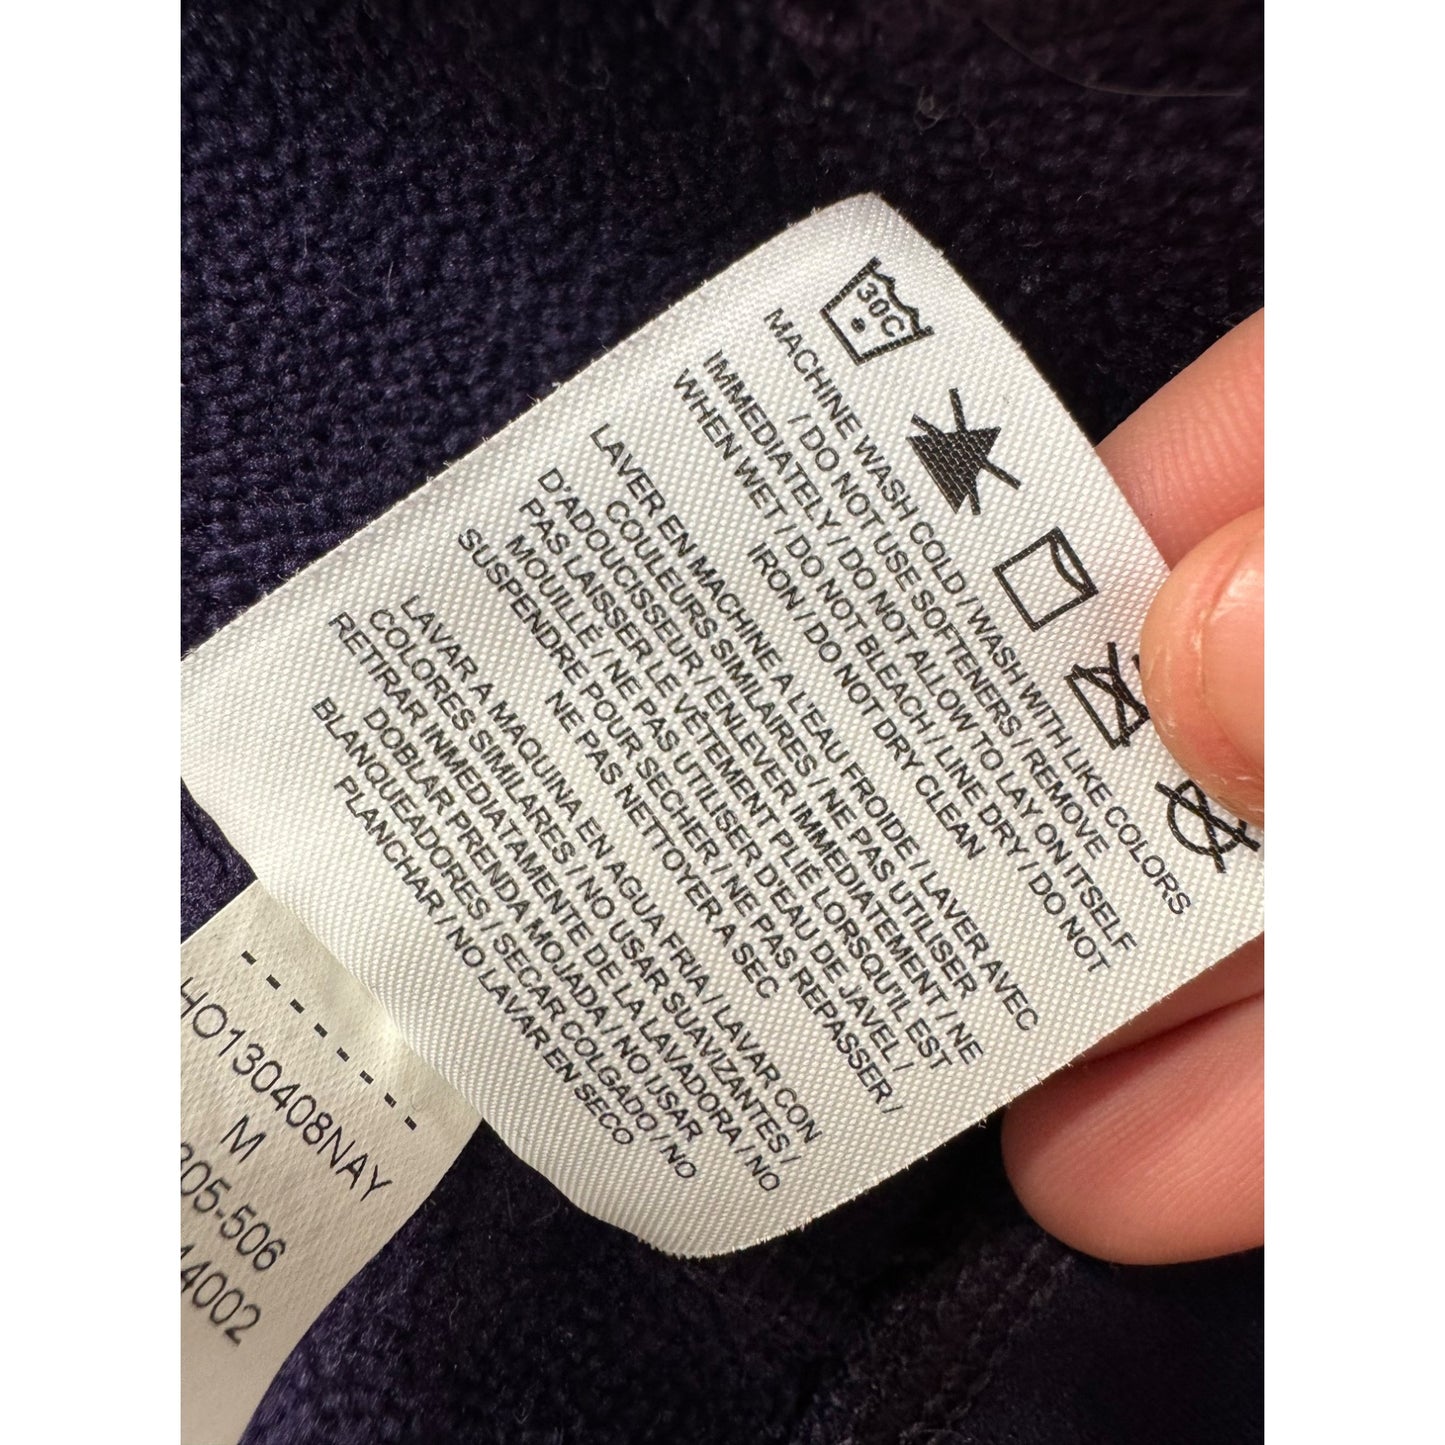 30C
MACHINE WASH COLD / WASH WITH LIKE COLORS
/ DO NOT USE SOFTENERS / REMOVE
IMMEDIATELY / DO NOT ALLOW TO LAY ON ITSELF
WHEN WET / DO NOT BLEACH / LINE DRY / DO NOT
IRON / DO NOT DRY CLEAN
LAVER EN MACHINE A L'EAU FROIDE / LAVER AVEC
COULEURS SIMILAIRES / NE PAS UTILISER
D'ADOUCISSEUR / ENLEVER IMMEDIATEMENT / NE
PAS LAISSER LE VÊTEMENT PLIÉ LORSQU'IL EST
MOUILLÉ / NE PAS UTILISER D'EAU DE JAVEL /
SUSPENDRE POUR SECHER / NE PAS REPASSER /
NE PAS NETTOYER A SEC
LAVAR A MAQUINA EN AGUA FRIA / LAVAR CON
COLORES SIMILARES / NO USAR SUAVIZANTES /
RETIRAR INMEDIATAMENTE DE LA LAVADORA / NO
DOBLAR PRENDA MOJADA / NO USAR
BLANQUEADORES / SECAR COLGADO / NO
PLANCHAR / NO LAVAR EN SECO
HO130408NAY
M
305-506
14002